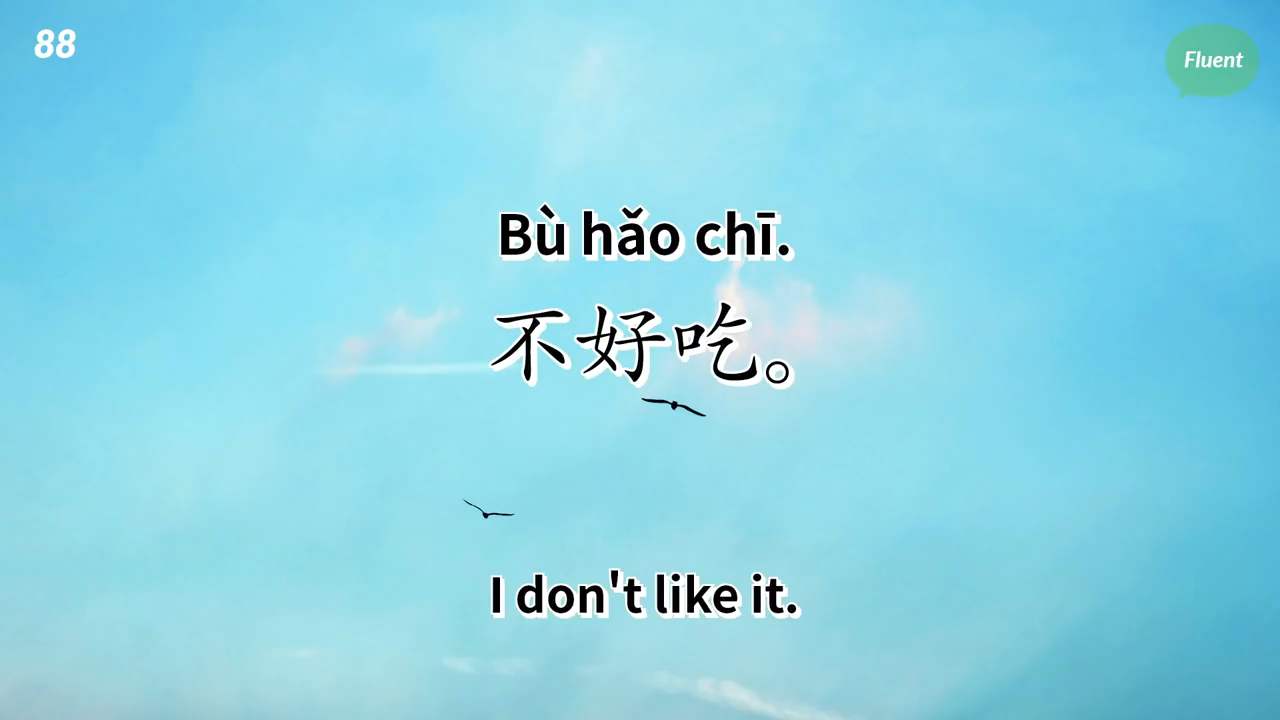 88
Fluent
Bù hǎo chī.
不好吃。
I don't like it.